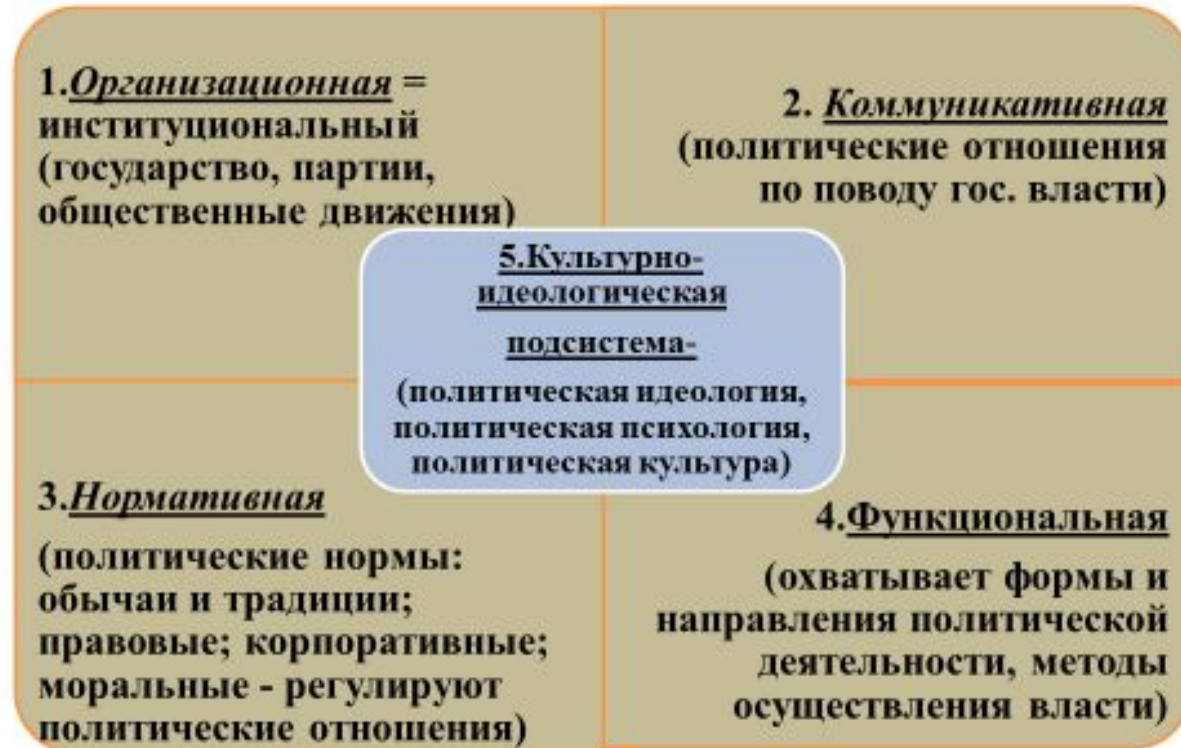 1.Организационная =
институциональный
(государство, партии,
общественные движения)
2. Коммуникативная
(политические отношения
по поводу гос. власти)
5.Культурно-
идеологическая
подсистема-
(политическая идеология,
политическая психология,
политическая культура)
3.Нормативная
(политические нормы:
обычаи и традиции;
правовые; корпоративные;
моральные - регулируют
политические отношения)
4.Функциональная
(охватывает формы и
направления политической
деятельности, методы
осуществления власти)